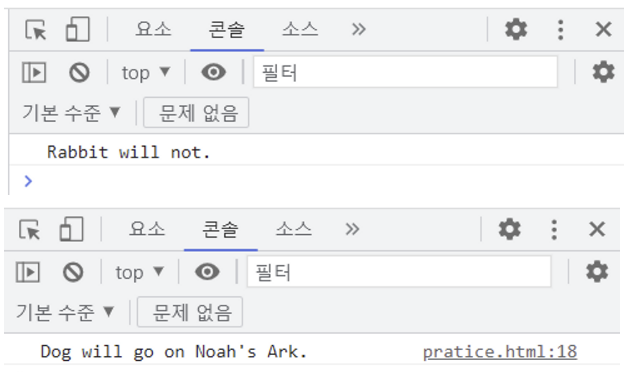 요소 콘솔 소스 »
top ▼ 필터
기본 수준 ▼ 문제 없음
Rabbit will not.
>
요소 콘솔 소스 »
top ▼ 필터
기본 수준 ▼ 문제 없음
Dog will go on Noah's Ark. pratice.html:18